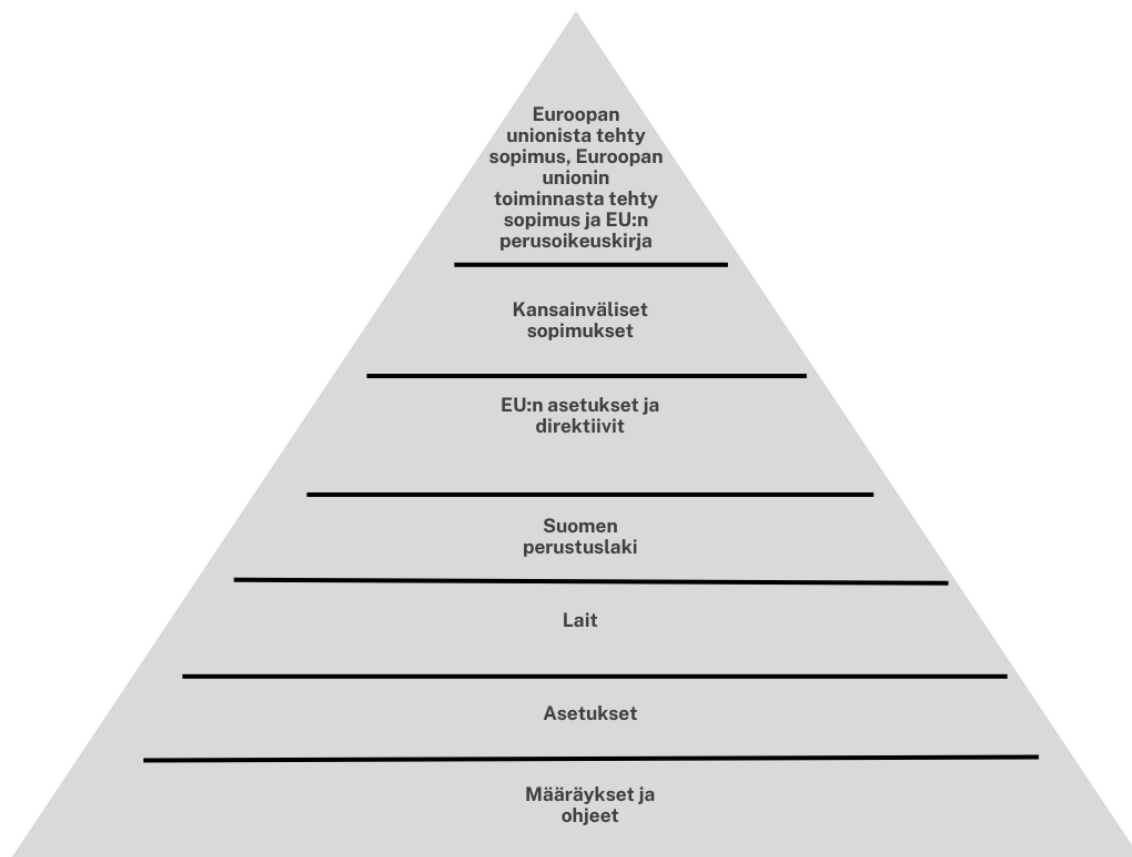 Euroopan
unionista tehty
sopimus, Euroopan
unionin
toiminnasta tehty
sopimus ja EU:n
perusoikeuskirja
Kansainväliset
sopimukset
EU:n asetukset ja
direktiivit
Suomen
perustuslaki
Lait
Asetukset
Määräykset ja
ohjeet